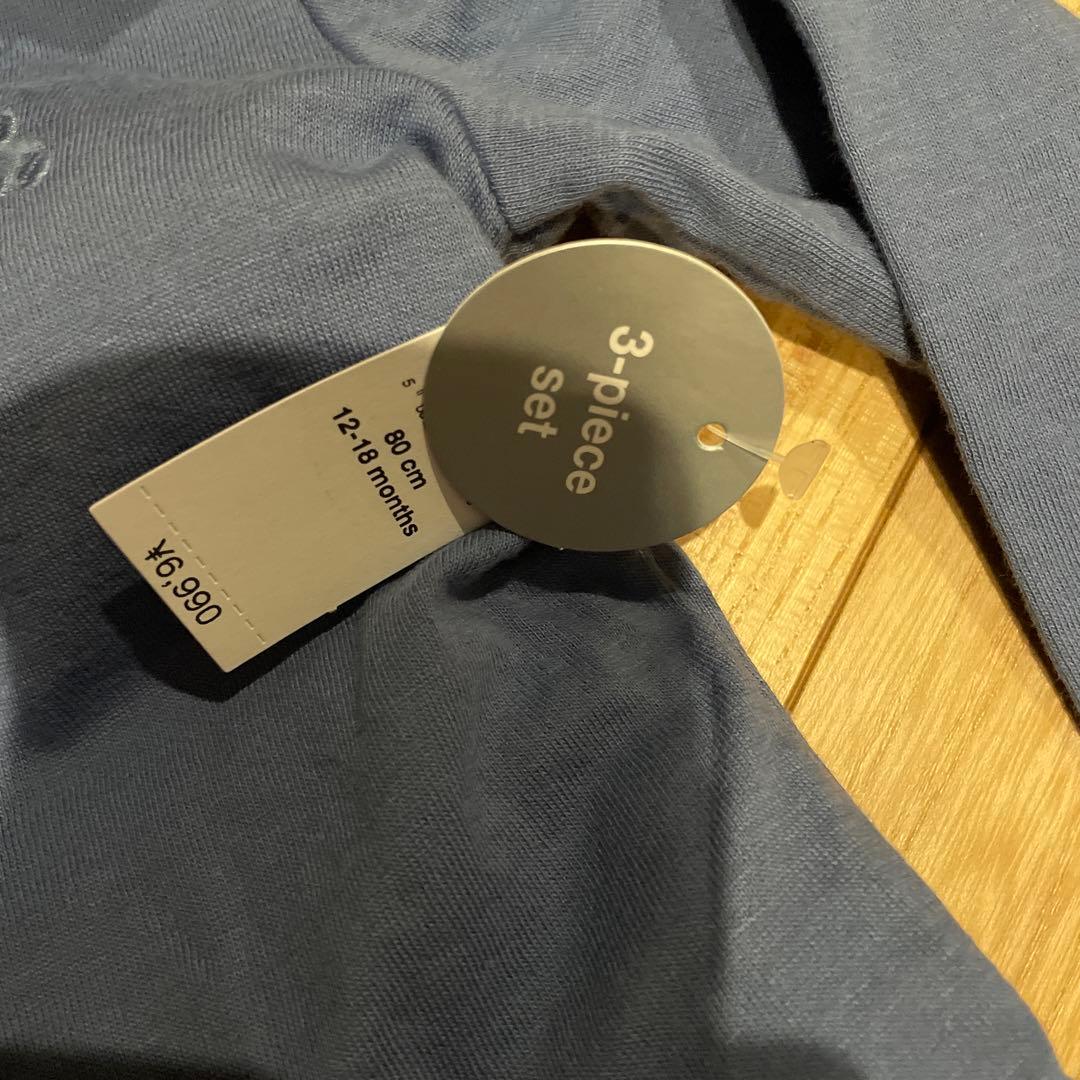 3-piece
set
80 cm
12-18 months
¥6,990